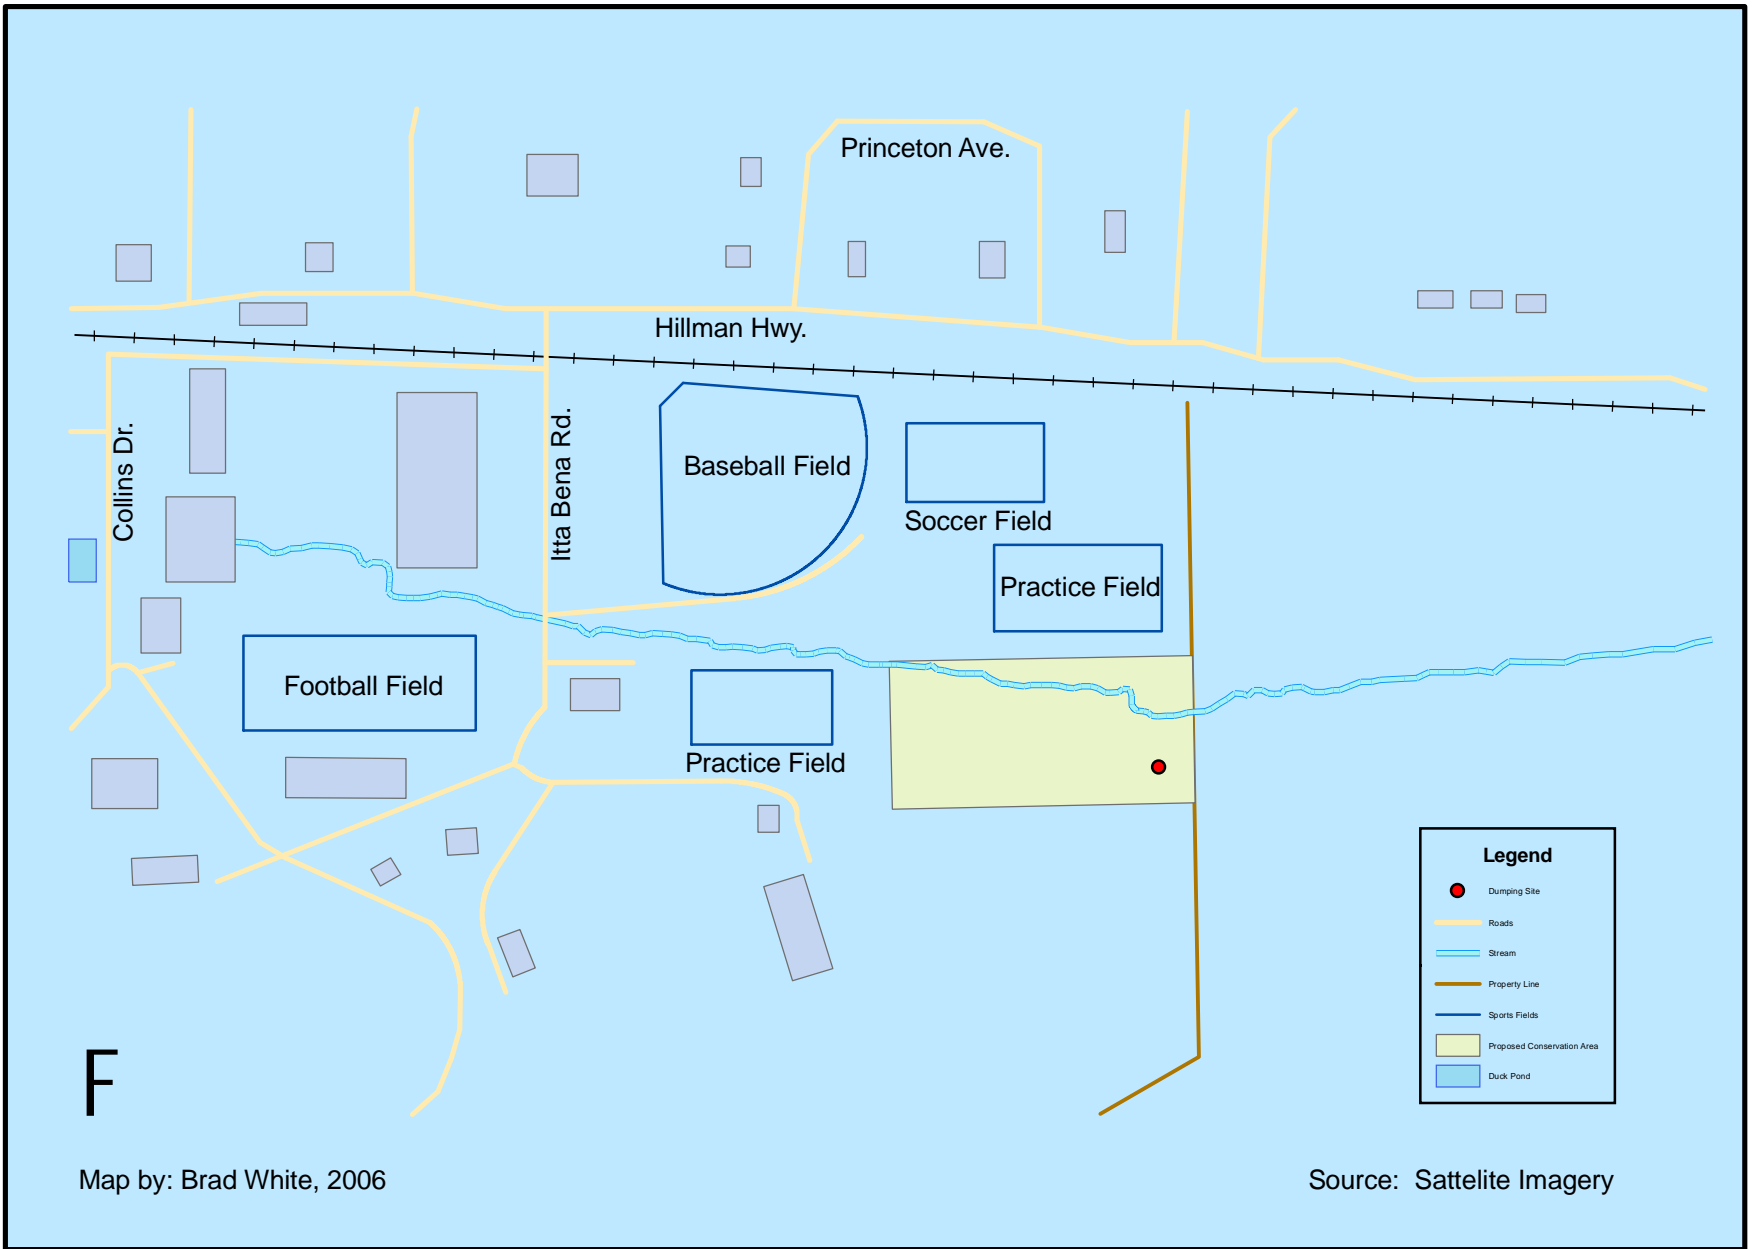 Princeton Ave.
Hillman Hwy.
Collins Dr.
Itta Bena Rd.
Baseball Field
Soccer Field
Practice Field
Football Field
Practice Field
Legend
Dumping Site
Roads
Stream
Property Line
Sports Fields
Proposed Conservation Area
Duck Pond
F
Map by: Brad White, 2006
Source: Sattelite Imagery